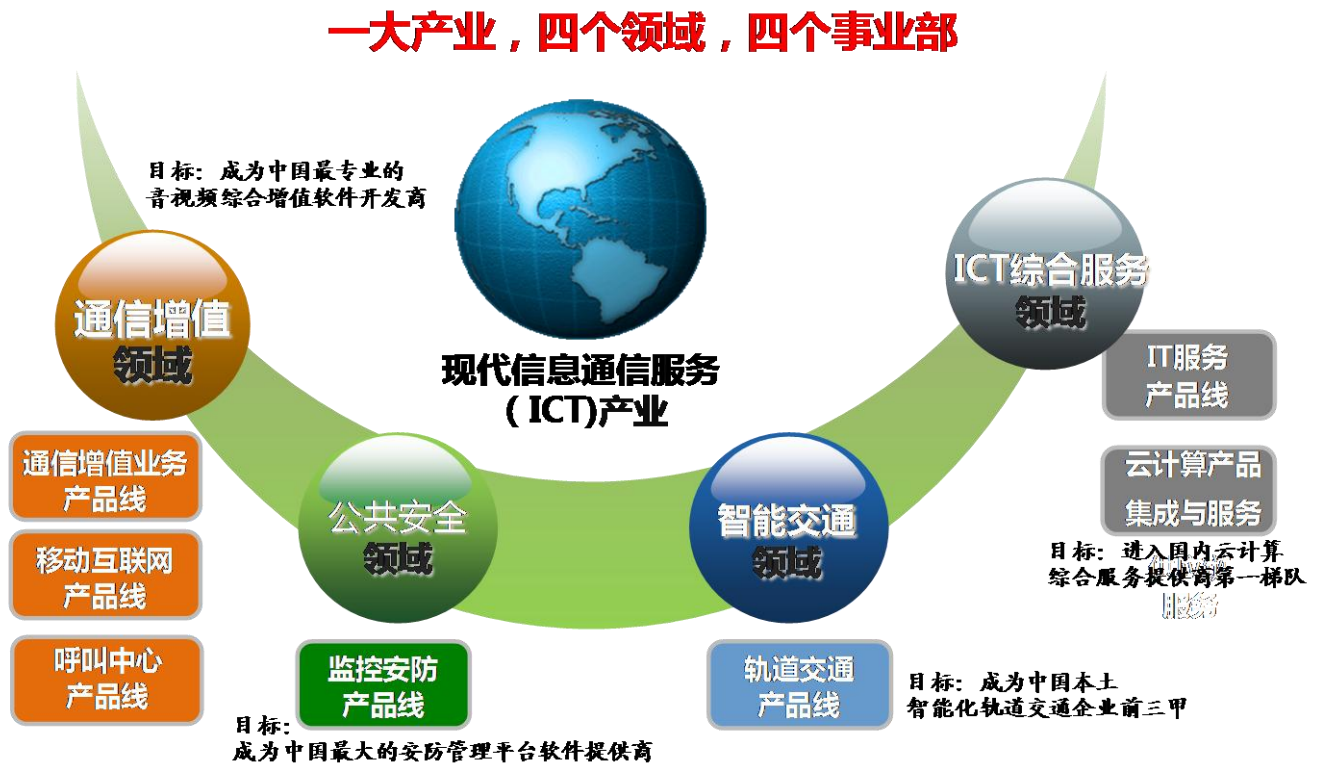 一大产业，四个领域，四个事业部
目标：成为中国最专业的
音视频综合增值软件开发商
通信增值
领域
现代信息通信服务
（ICT)产业
ICT综合服务
领域
IT服务
产品线
云计算产品
集成与服务
目标：进入国内云计算
综合服务提供商第一梯队
服务
通信增值业务
产品线
移动互联网
产品线
呼叫中心
产品线
公共安全
领域
监控安防
产品线
目标：
成为中国最大的安防管理平台软件提供商
智能交通
领域
轨道交通
产品线
目标：成为中国本土
智能化轨道交通企业前三甲